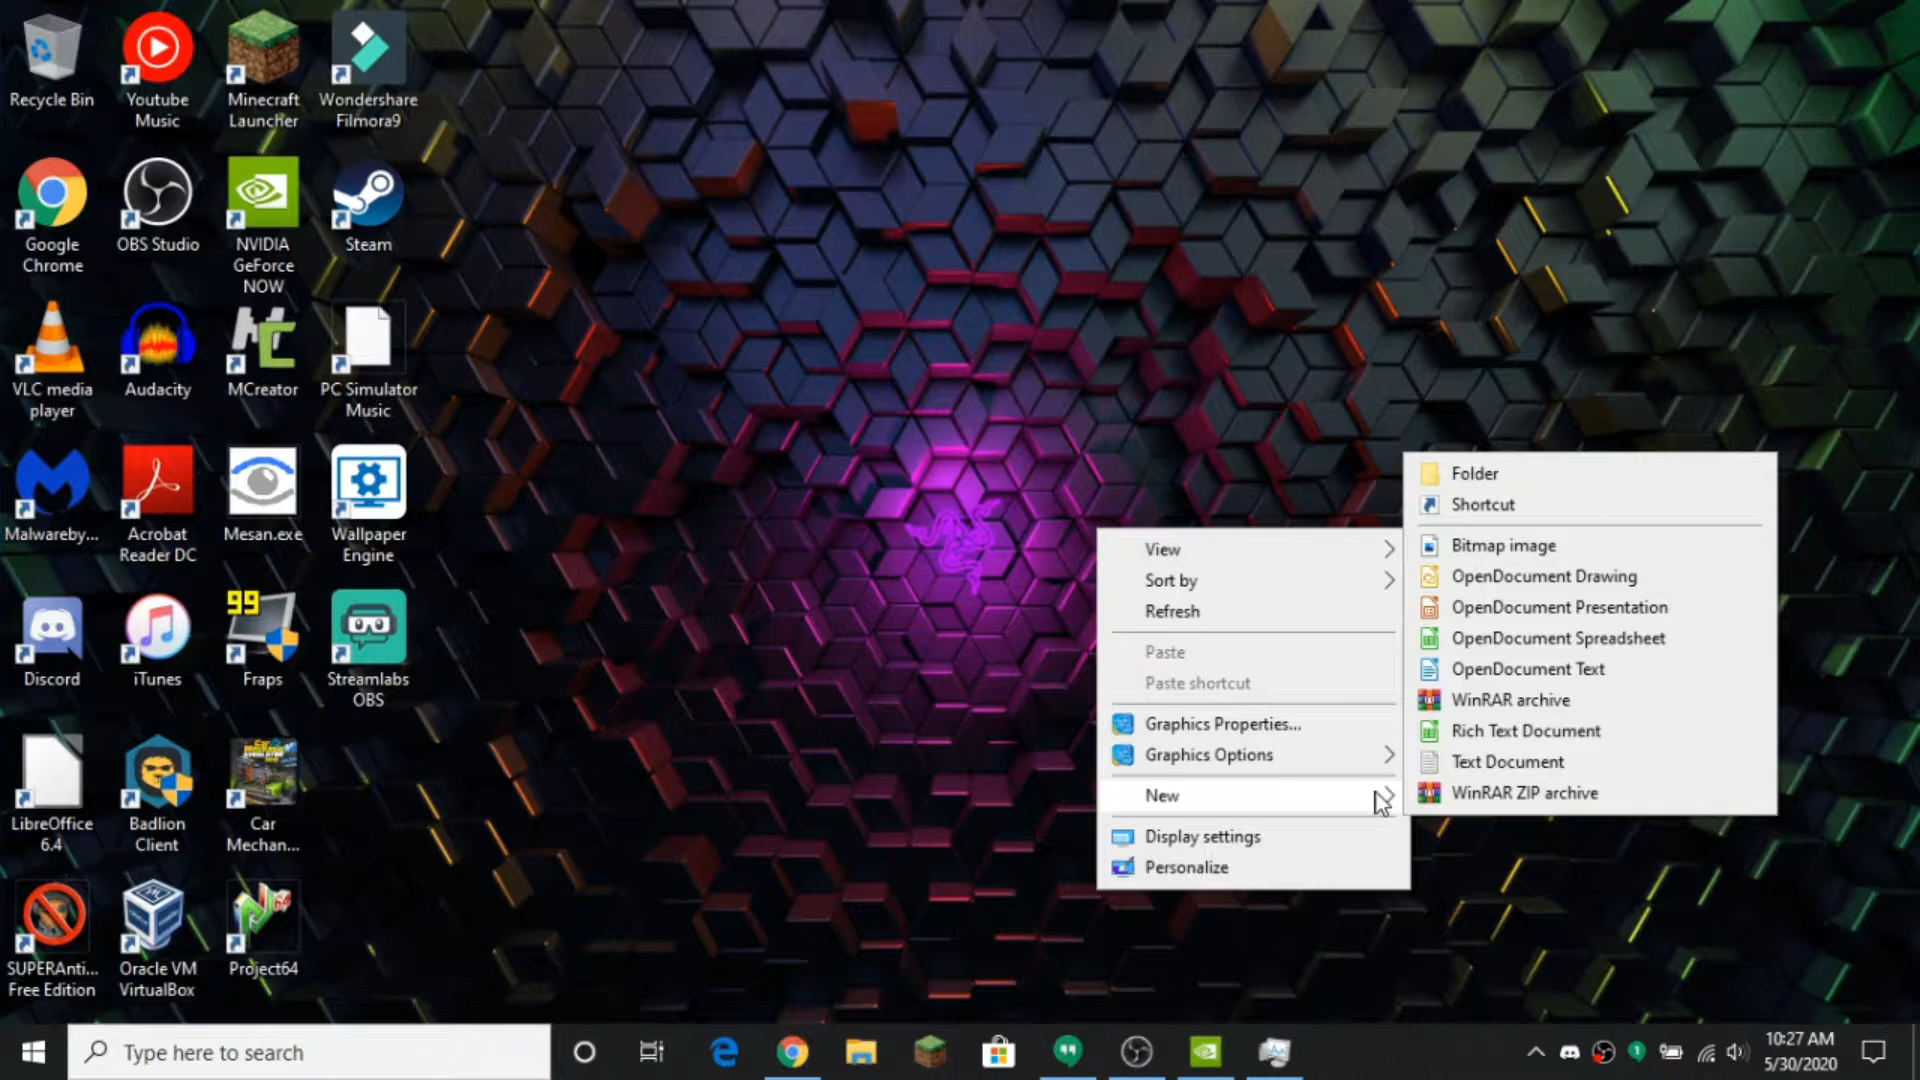 Recycle Bin
Youtube
Music
Minecraft
Launcher
Wondershare
Filmora9
Google
Chrome
OBS Studio
NVIDIA
GeForce
NOW
Steam
VLC media
player
Audacity
MCreator
PC Simulator
Music
Malwareby...
Acrobat
Reader DC
Mesan.exe
Wallpaper
Engine
Discord
iTunes
99
Fraps
Streamlabs
OBS
LibreOffice
6.4
Badlion
Client
Car
Mechan...
SUPERAnti...
Free Edition
Oracle VM
VirtualBox
Project64
View
Sort by
Refresh
Paste
Paste shortcut
Graphics Properties...
Graphics Options
New
Display settings
Personalize
Folder
Shortcut
Bitmap image
OpenDocument Drawing
OpenDocument Presentation
OpenDocument Spreadsheet
OpenDocument Text
WinRAR archive
Rich Text Document
Text Document
WinRAR ZIP archive
Type here to search
10:27 AM
5/30/2020